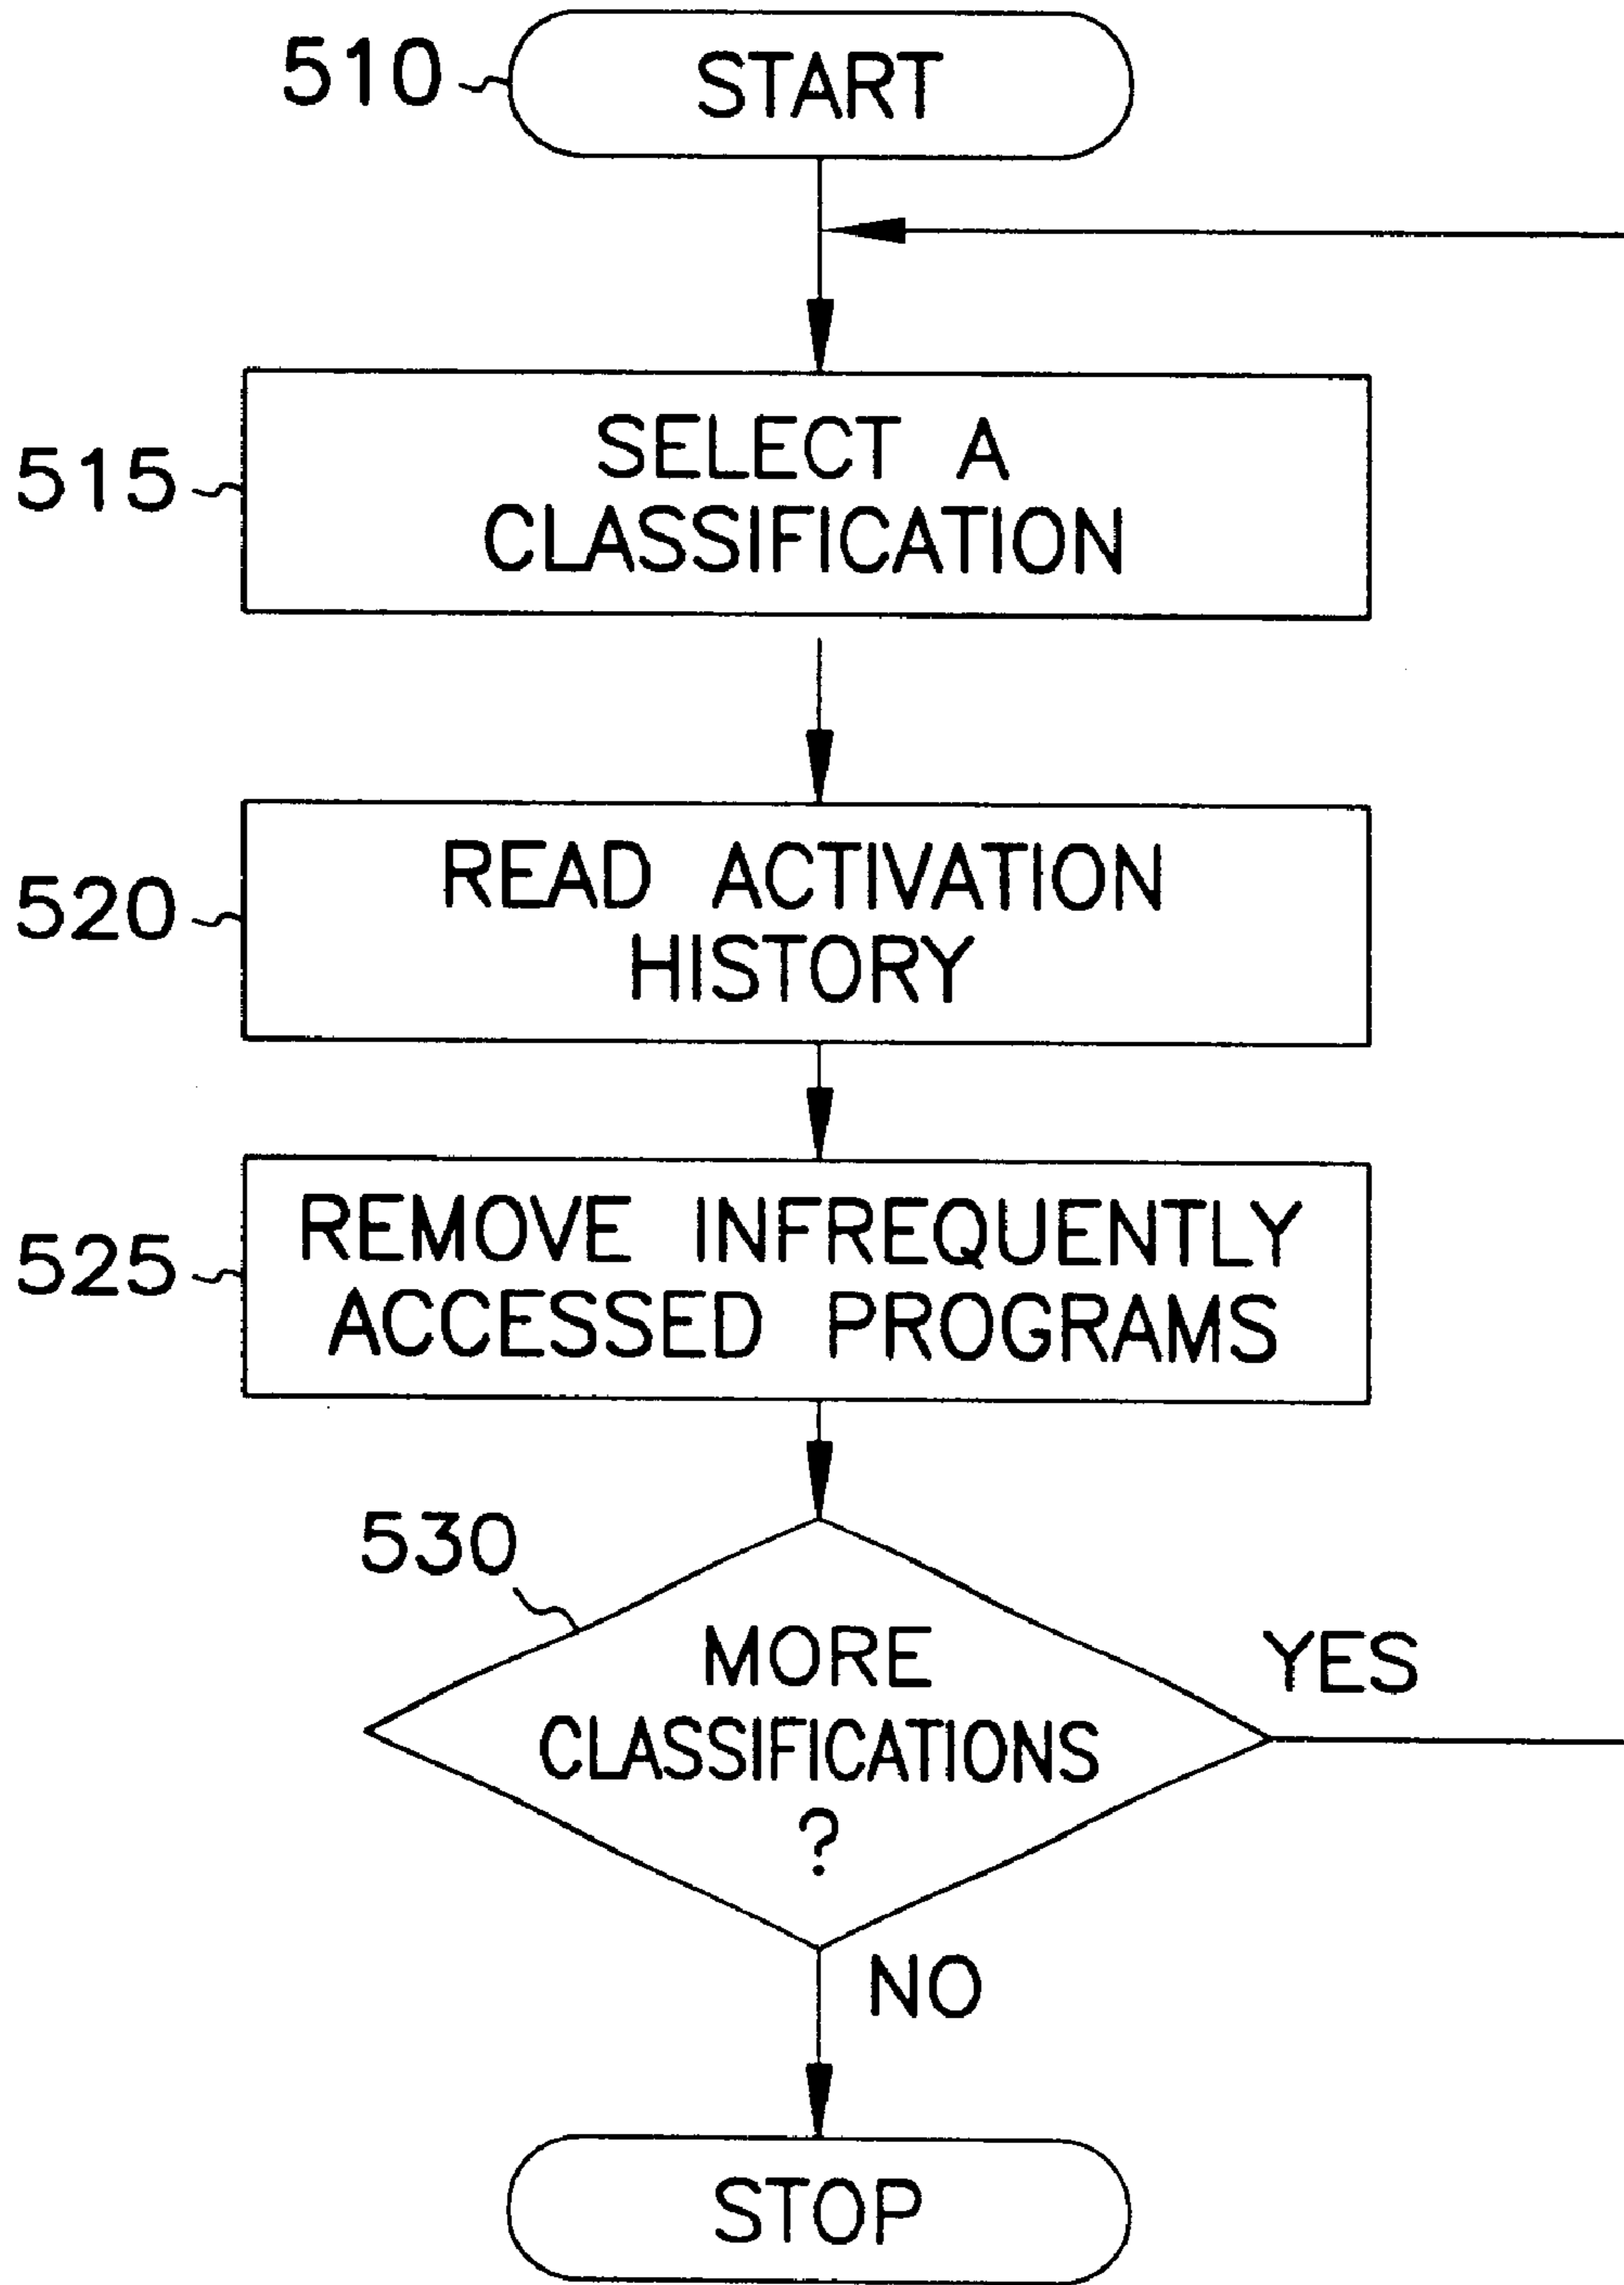 510
START
515
SELECT A
CLASSIFICATION
520
READ ACTIVATION
HISTORY
525
REMOVE INFREQUENTLY
ACCESSED PROGRAMS
530
MORE
CLASSIFICATIONS
?
YES
NO
STOP